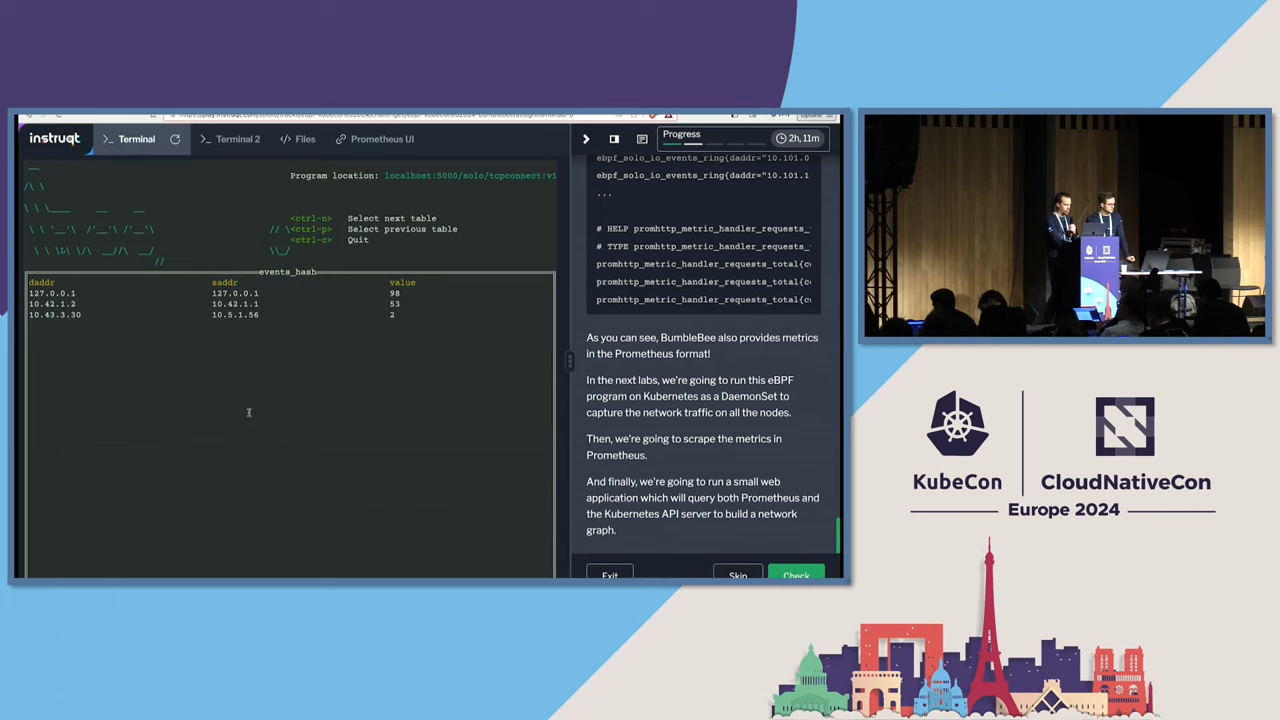 instruqt
>_ Terminal
>_ Terminal 2
</> Files
Prometheus UI
Progress
2h, 11m
Program location: localhost:5000/solo/tcpconnect:v1
<ctrl-n> Select next table
<ctrl-p> Select previous table
<ctrl-c> Quit
events_hash
daddr saddr value
127.0.0.1 127.0.0.1 98
10.42.1.2 10.42.1.1 53
10.43.3.30 10.5.1.56 2
ebpf_solo_io_events_ring{daddr="10.101.0
ebpf_solo_io_events_ring{daddr="10.101.1
...
# HELP promhttp_metric_handler_requests_
# TYPE promhttp_metric_handler_requests_
promhttp_metric_handler_requests_total{co
promhttp_metric_handler_requests_total{co
promhttp_metric_handler_requests_total{co
As you can see, BumbleBee also provides metrics
in the Prometheus format!
In the next labs, we're going to run this eBPF
program on Kubernetes as a DaemonSet to
capture the network traffic on all the nodes.
Then, we're going to scrape the metrics in
Prometheus.
And finally, we're going to run a small web
application which will query both Prometheus and
the Kubernetes API server to build a network
graph.
Exit
Skip
Check
KubeCon
CloudNativeCon
Europe 2024